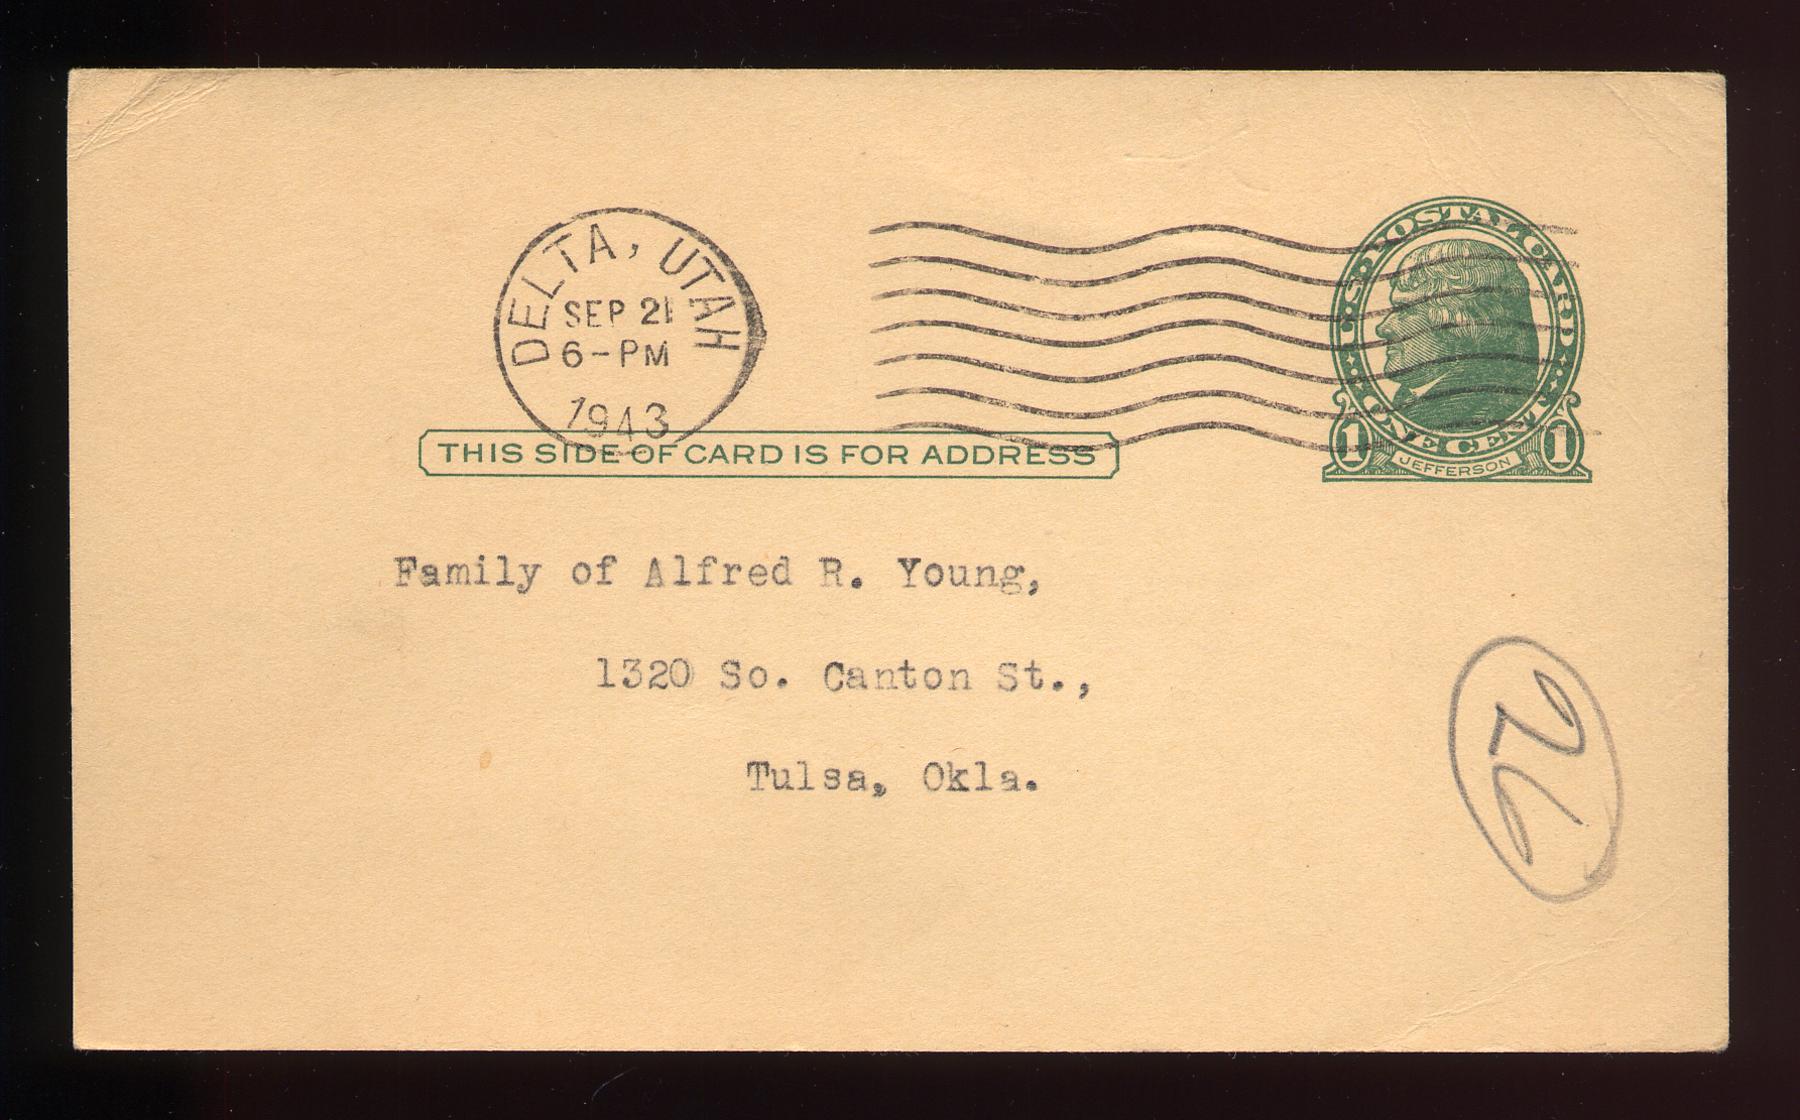 DELTA, UTAH
SEP 21
6-PM
1943
U.S. POSTAL CARD
ONE CENT
1 JEFFERSON 1
THIS SIDE OF CARD IS FOR ADDRESS
Family of Alfred R. Young,
1320 So. Canton St.,
Tulsa, Okla.
26